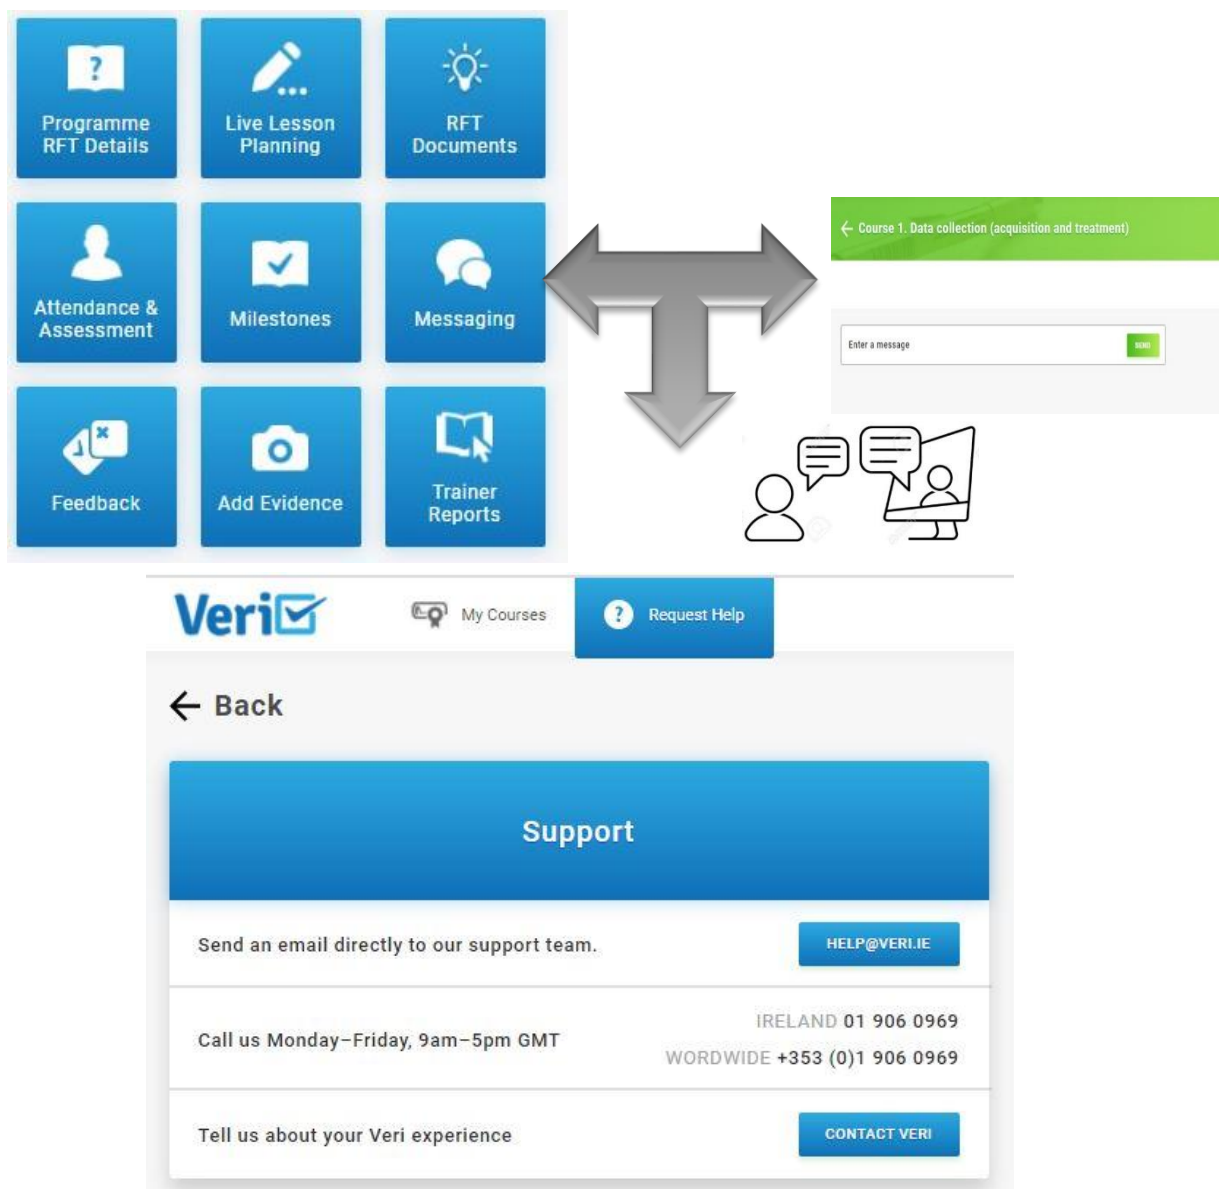 ?
Programme
RFT Details
Live Lesson
Planning
RFT
Documents
Attendance &
Assessment
Milestones
Messaging
Feedback
Add Evidence
Trainer
Reports
Course 1. Data collection (acquisition and treatment)
Enter a message
SEND
Veri
My Courses
?
Request Help
Back
Support
Send an email directly to our support team.
HELP@VERI.IE
Call us Monday–Friday, 9am–5pm GMT
IRELAND 01 906 0969
WORDWIDE +353 (0)1 906 0969
Tell us about your Veri experience
CONTACT VERI